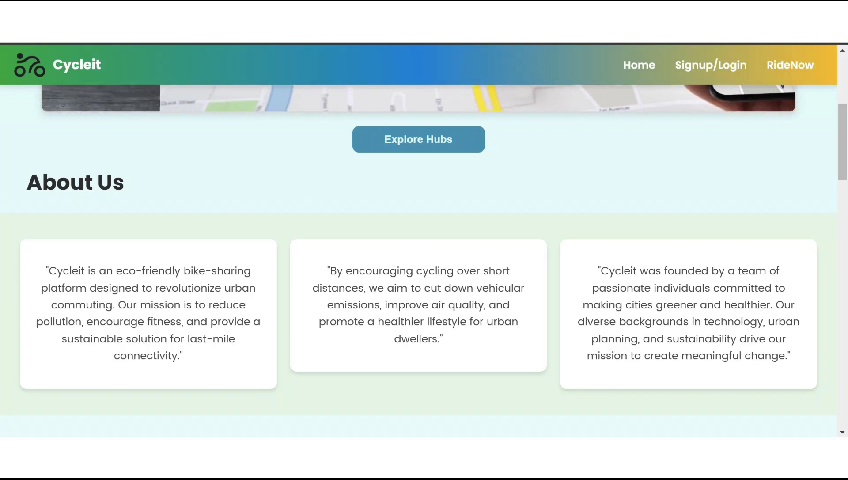 Cycleit
Home Signup/Login RideNow
Quick Street
Explore Hubs
About Us
"Cycleit is an eco-friendly bike-sharing
platform designed to revolutionize urban
commuting. Our mission is to reduce
pollution, encourage fitness, and provide a
sustainable solution for last-mile
connectivity."
"By encouraging cycling over short
distances, we aim to cut down vehicular
emissions, improve air quality, and
promote a healthier lifestyle for urban
dwellers."
"Cycleit was founded by a team of
passionate individuals committed to
making cities greener and healthier. Our
diverse backgrounds in technology, urban
planning, and sustainability drive our
mission to create meaningful change."